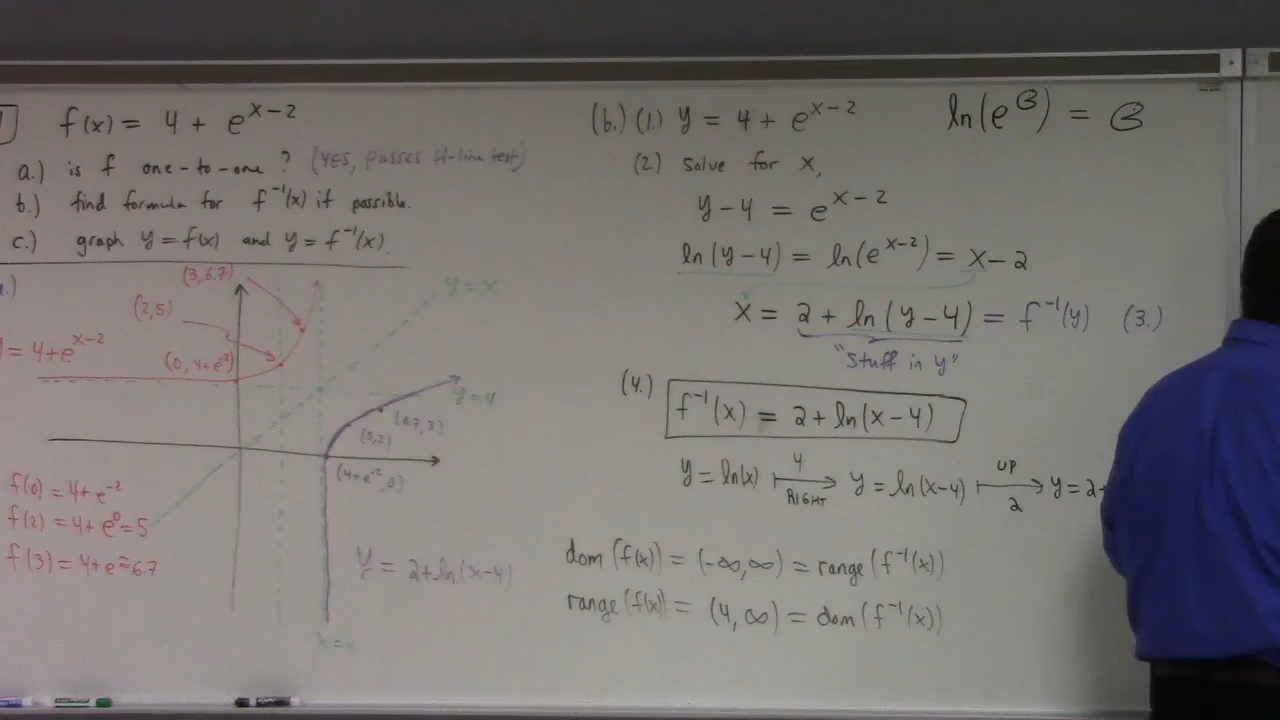 f(x) = 4 + e^{x-2}
a.) is f one-to-one? (YES, passes H-line test)
b.) find formula for f^{-1}(x) if possible.
c.) graph y = f(x) and y = f^{-1}(x).
(3, 6.7)
(2, 5)
y = x
= 4 + e^{x-2}
(0, 4+e^{-2})
y = 4
(6.7, 3)
(5, 2)
(4+e^{-2}, 0)
f(0) = 4 + e^{-2}
f(2) = 4 + e^0 = 5
f(3) = 4 + e ≅ 6.7
y = 2 + ln(x-4)
x = 4
(b.) (1.) y = 4 + e^{x-2}
ln(e^β) = β
(2.) solve for x,
y - 4 = e^{x-2}
ln(y-4) = ln(e^{x-2}) = x - 2
x = 2 + ln(y-4) = f^{-1}(y) (3.)
"Stuff in y"
(4.) f^{-1}(x) = 2 + ln(x-4)
y = ln(x) 4 RIGHT y = ln(x-4) UP 2 y = 2+
dom(f(x)) = (-∞, ∞) = range(f^{-1}(x))
range(f(x)) = (4, ∞) = dom(f^{-1}(x))